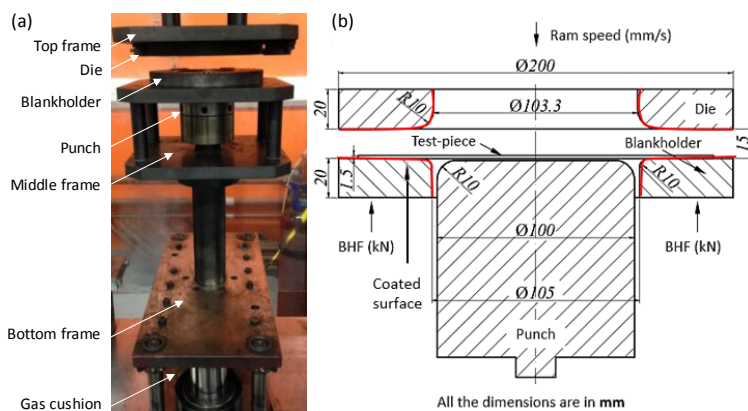 (a)
Top frame
Die
Blankholder
Punch
Middle frame
Bottom frame
Gas cushion
(b)
Ram speed (mm/s)
Ø200
20
R10
Ø103.3
Die
Test-piece
Blankholder
15
20
1.5
R10
R10
BHF (kN)
Ø100
BHF (kN)
Coated
surface
Ø105
Punch
All the dimensions are in mm